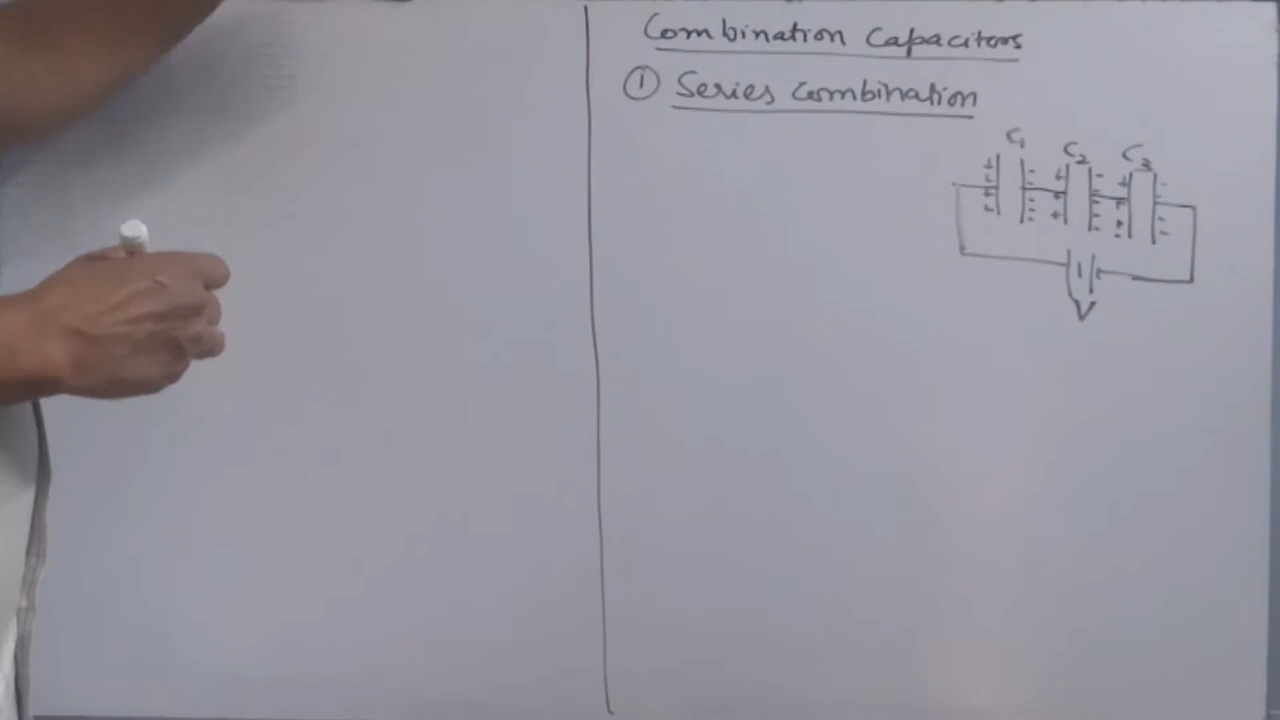 Combination Capacitors
① Series Combination
C₁ C₂ C₃
V